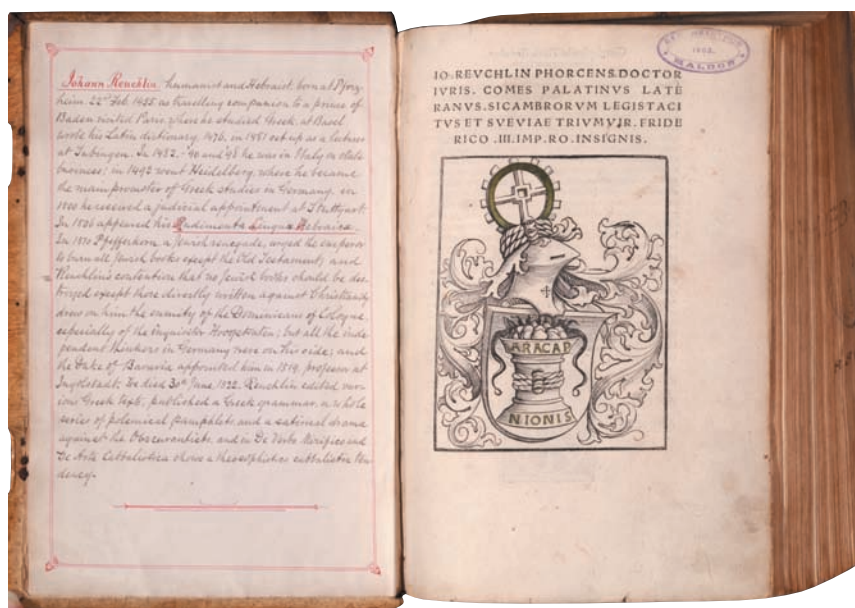 Johann Reuchlin, humanist and Hebraist, born at Pforz-
heim. 22nd Feb. 1455 as travelling companion to a prince of
Baden visited Paris, where he studied Greek, at Basel
wrote his Latin dictionary, 1476, in 1481 set up as a lecturer
at Tubingen. In 1482. '90 and '98 he was in Italy on state
business; in 1492 went Heidelberg, where he became
the main promoter of Greek studies in Germany. in
1500 he received a judicial appointment at Stuttgart.
In 1506 appeared his Rudimenta Lingua Hebraica.
In 1510 Pfefferkorn, a Jewish renegade, urged the emperor
to burn all Jewish books except the Old Testament; and
Reuchlin's contention that no Jewish books should be des-
troyed except those directly written against Christianity
drew on him the enmity of the Dominicans of Cologne
especially of the inquisitor Hoogstraten; but all the inde
pendent thinkers in Germany were on his side; and
the Duke of Bavaria appointed him in 1519, professor at
Ingolstadt. He died 30th June, 1522. Reuchlin edited var-
ious Greek texts, published a Greek grammar, a whole
series of polemical pamphlets, and a satirical drama
against the Obscurantists, and in De Verbo Mirifico and
De Arte Cabbalistica shows a theosophistic cabbalistic ten-
dency.
1902.
MALDON
IO.REVCHLIN PHORCENS.DOCTOR
IVRIS. COMES PALATINVS LATE
RANVS.SICAMBRORVM LEGISTACI
TVS ET SVEVIAE TRIVMVIR. FRIDE
RICO .III.IMP.RO.INSIGNIS.
ARACAP
NIONIS